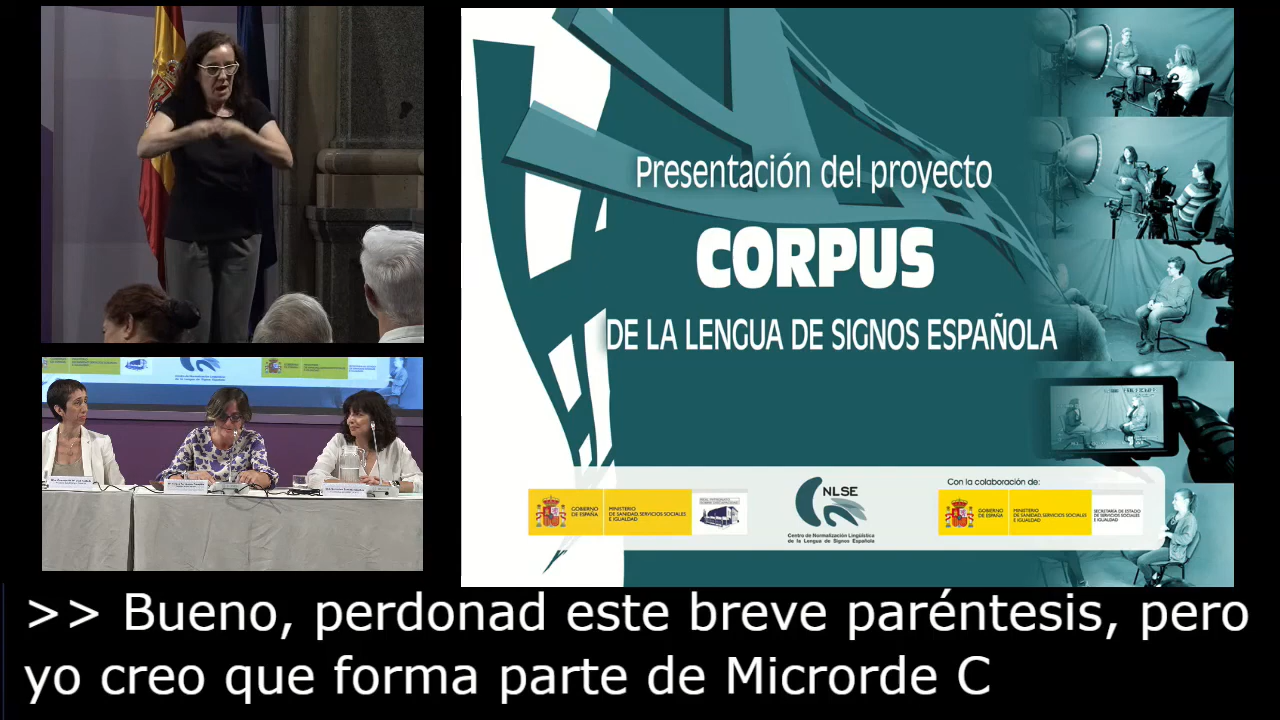 Presentación del proyecto
CORPUS
DE LA LENGUA DE SIGNOS ESPAÑOLA
Con la colaboración de:
GOBIERNO
DE ESPAÑA
MINISTERIO
DE SANIDAD, SERVICIOS SOCIALES
E IGUALDAD
CNLSE
Centro de Normalización Lingüística
de la Lengua de Signos Española
GOBIERNO
DE ESPAÑA
MINISTERIO
DE SANIDAD, SERVICIOS SOCIALES
E IGUALDAD
SECRETARÍA DE ESTADO
DE SERVICIOS SOCIALES
E IGUALDAD
>> Bueno, perdonad este breve paréntesis, pero
yo creo que forma parte de Microrde C